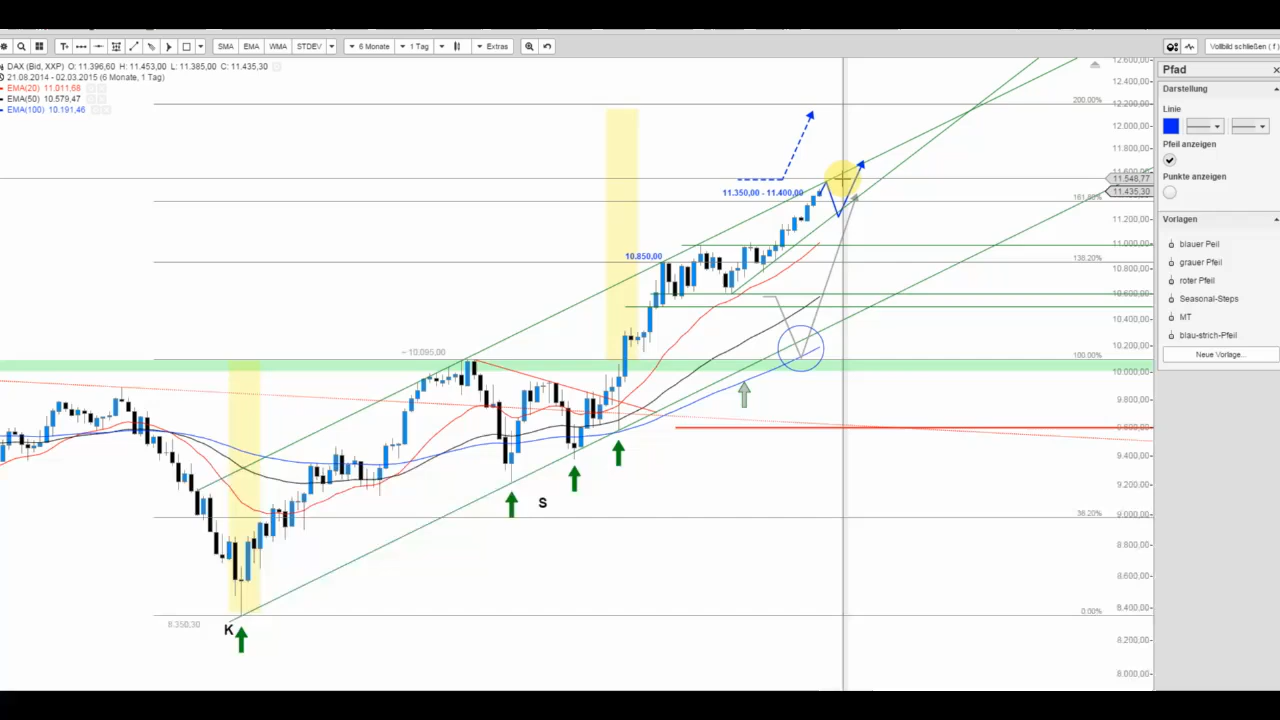 SMA EMA WMA STDEV 6 Monate 1 Tag Extras Vollbild schließen ( f )
DAX (Bid, XXP) O: 11.396,60 H: 11.453,00 L: 11.385,00 C: 11.435,30
21.08.2014 - 02.03.2015 (6 Monate, 1 Tag)
EMA(20) 11.011,68
EMA(50) 10.579,47
EMA(100) 10.191,46
Pfad
Darstellung
Linie
Pfeil anzeigen
Punkte anzeigen
Vorlagen
blauer Peil
grauer Pfeil
roter Pfeil
Seasonal-Steps
MT
blau-strich-Pfeil
Neue Vorlage...
12.600,00
12.400,00
200.00%
12.200,00
12.000,00
11.800,00
11.600,00
11.548,77
11.350,00 - 11.400,00
11.435,30
161.80%
11.200,00
11.000,00
10.850,00
138.20%
10.800,00
10.600,00
10.400,00
10.200,00
~ 10.095,00
100.00%
10.000,00
9.800,00
9.600,00
9.400,00
9.200,00
S
38.20%
9.000,00
8.800,00
8.600,00
8.400,00
0.00%
8.350,30
K
8.200,00
8.000,00